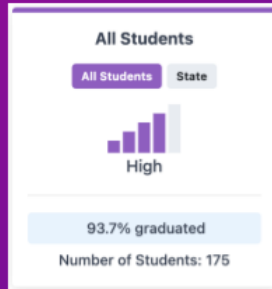 All Students
All Students State
High
93.7% graduated
Number of Students: 175